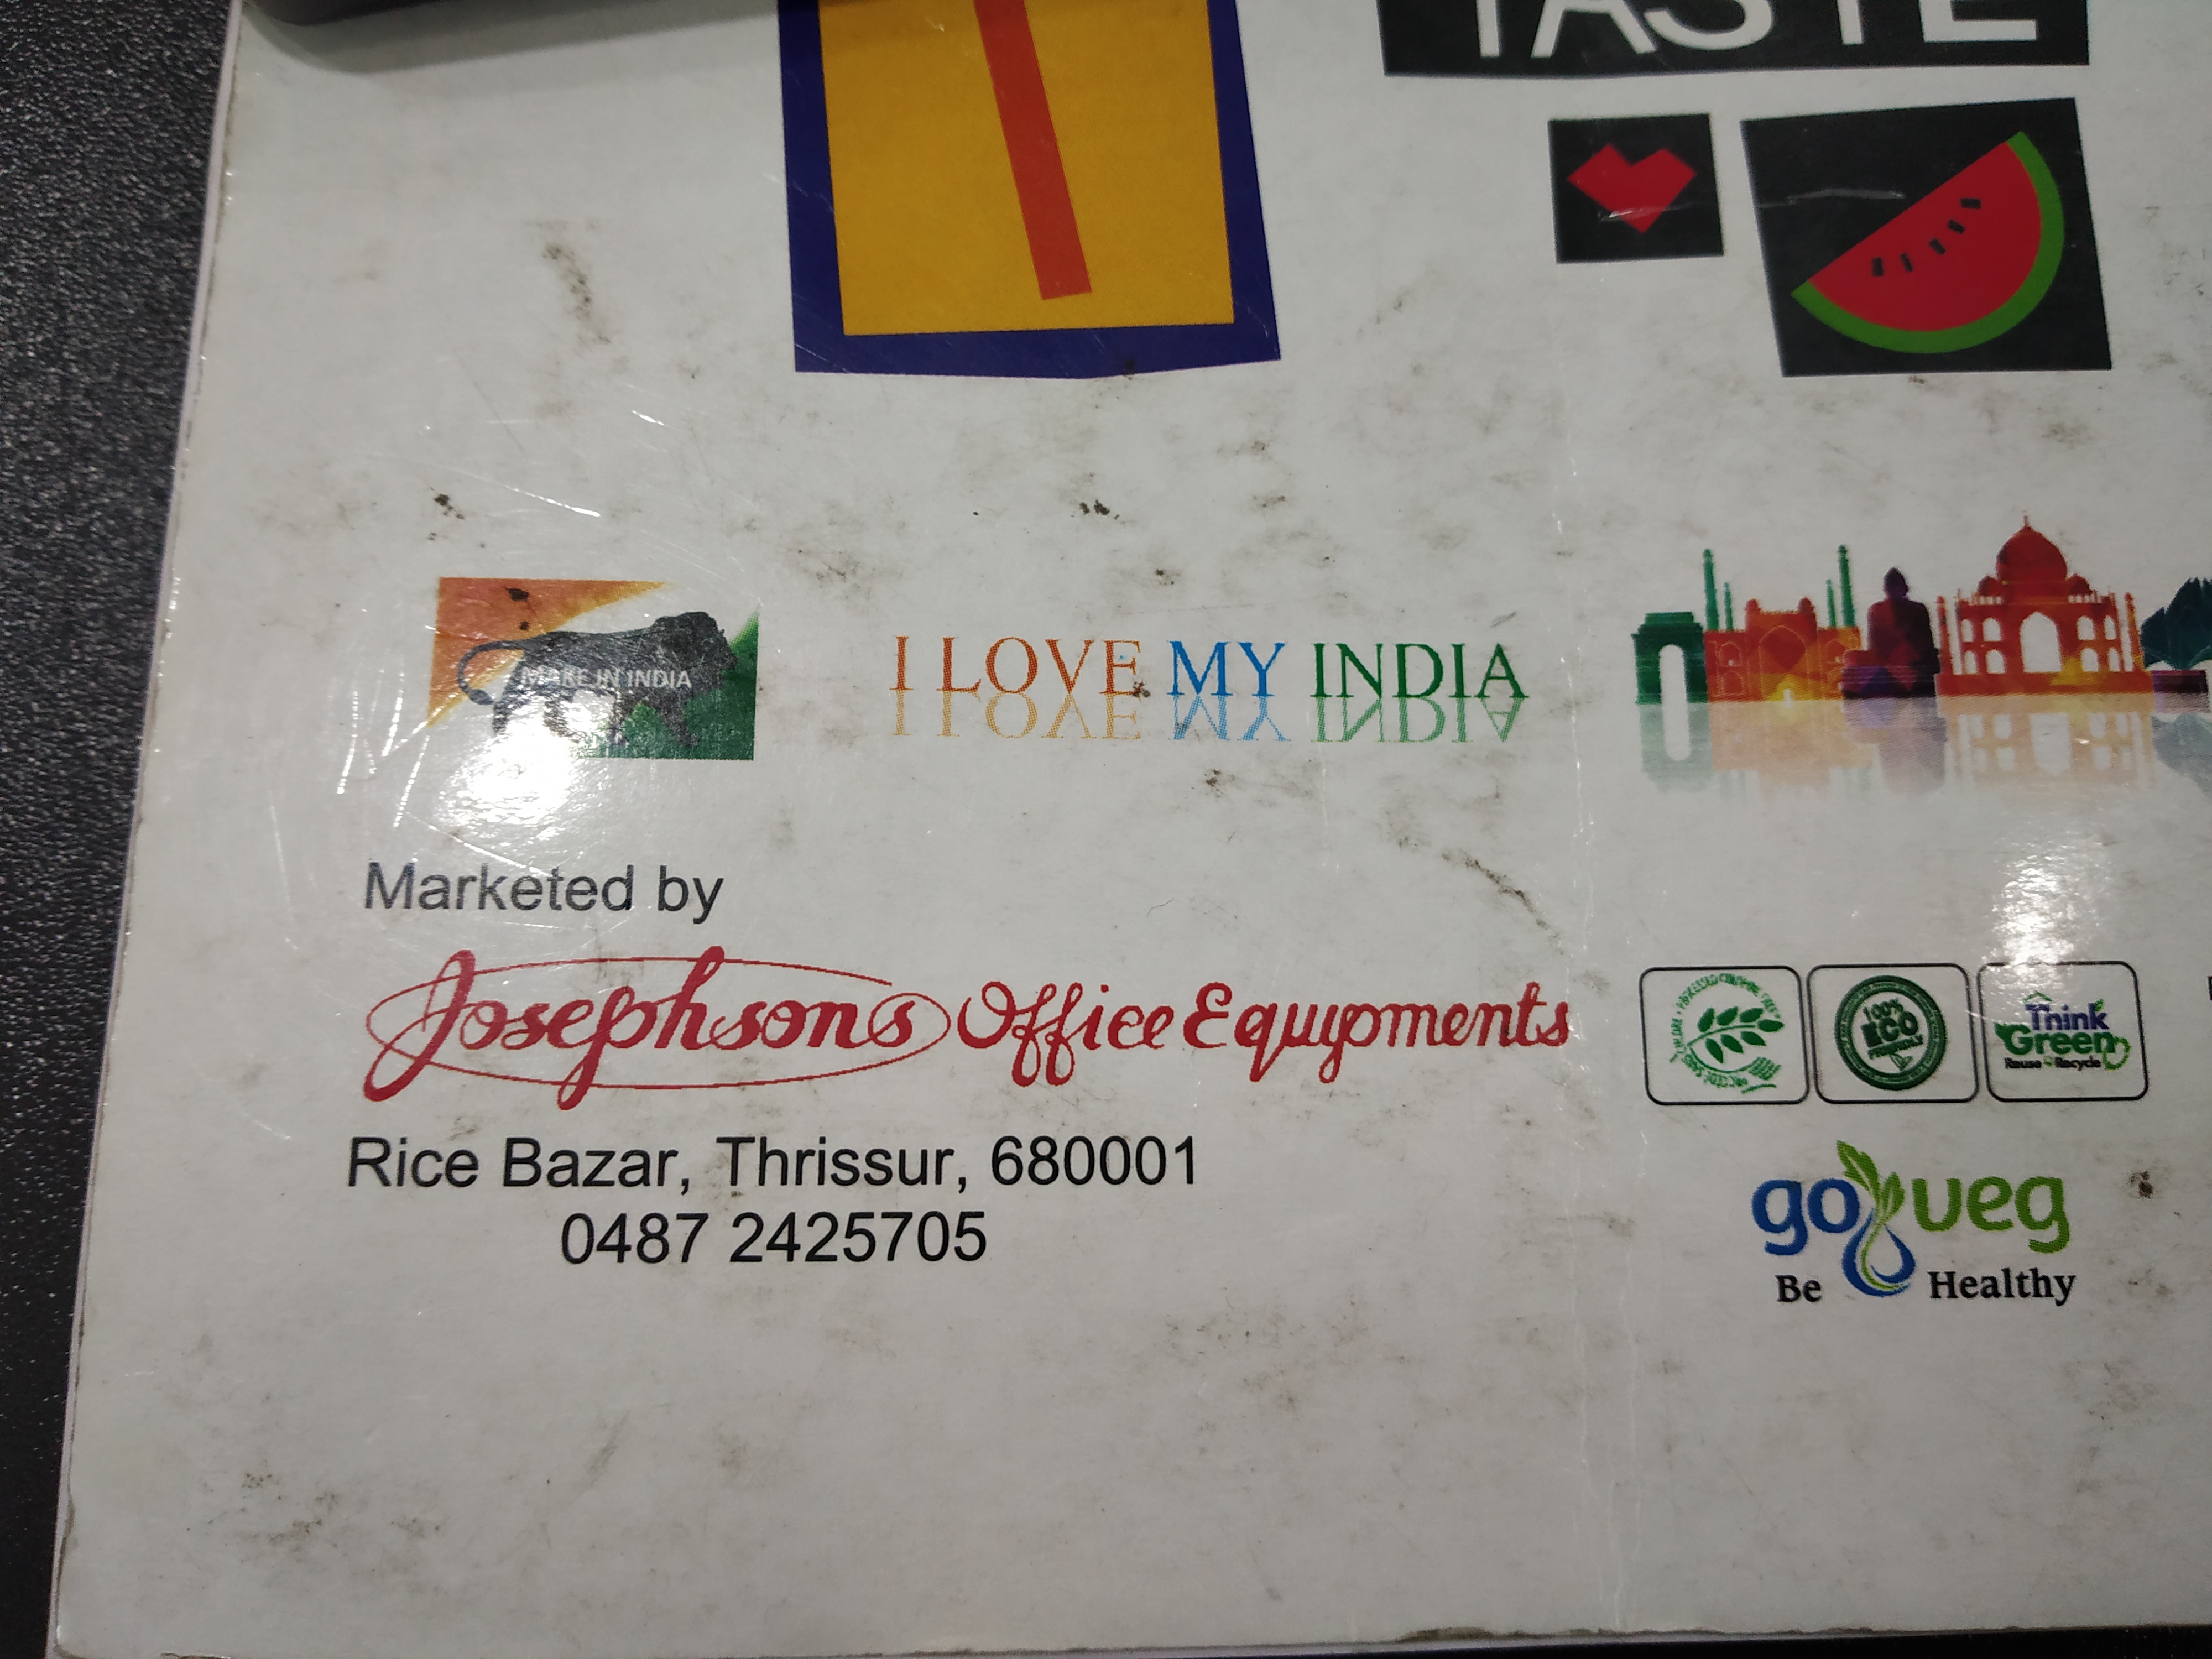 TASTE
MAKE IN INDIA
I LOVE MY INDIA
Marketed by
Josephsons Office Equipments
Rice Bazar, Thrissur, 680001
0487 2425705
100%
ECO
FRIENDLY
Think
Green
Reuse Recycle
go veg
Be Healthy